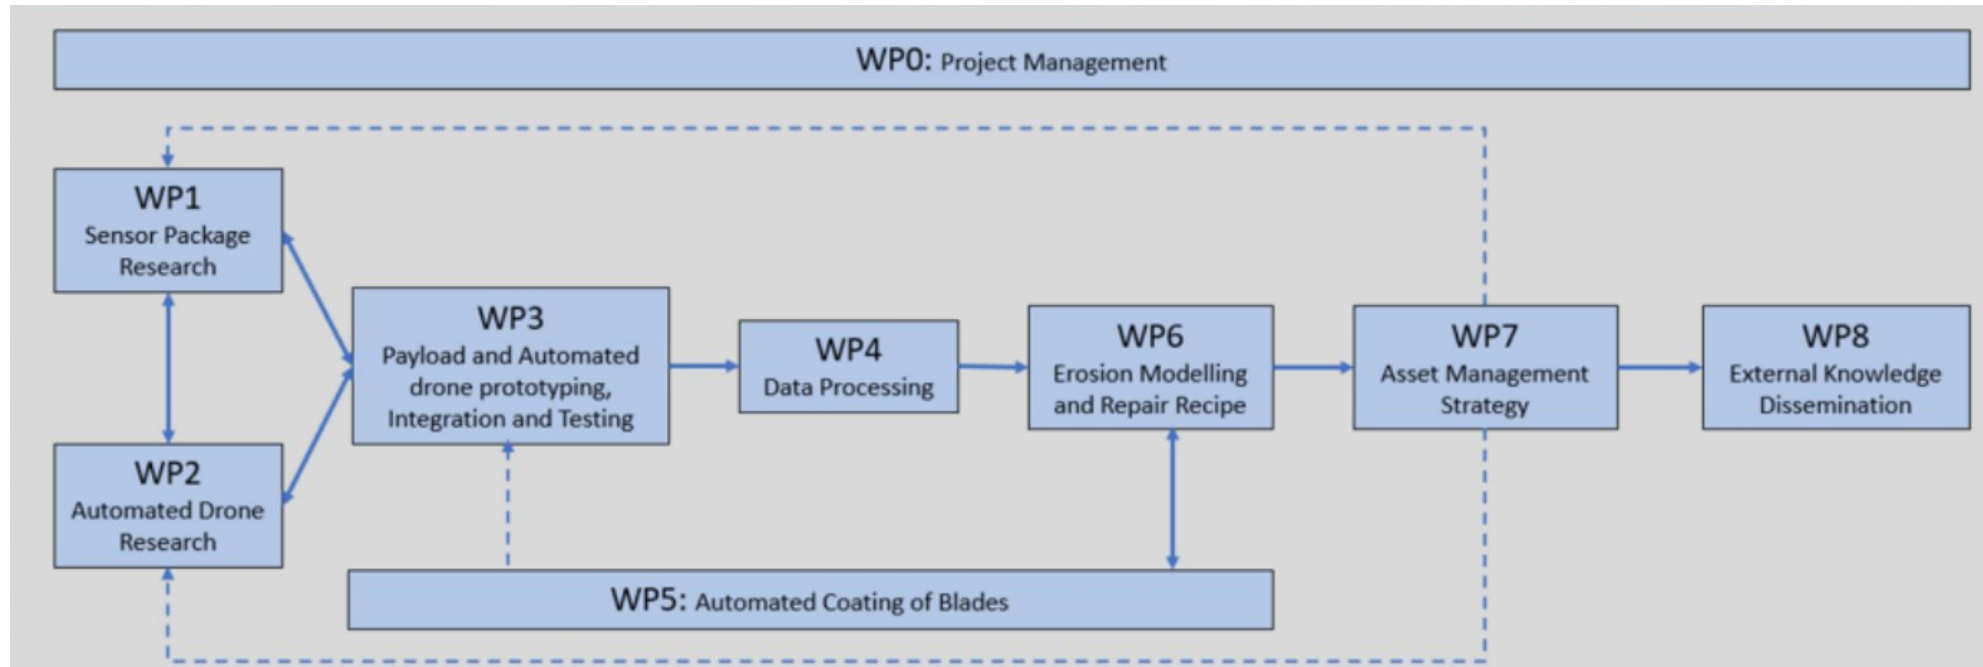 WP0: Project Management
WP1
Sensor Package
Research
WP2
Automated Drone
Research
WP3
Payload and Automated
drone prototyping,
Integration and Testing
WP4
Data Processing
WP6
Erosion Modelling
and Repair Recipe
WP7
Asset Management
Strategy
WP8
External Knowledge
Dissemination
WP5: Automated Coating of Blades